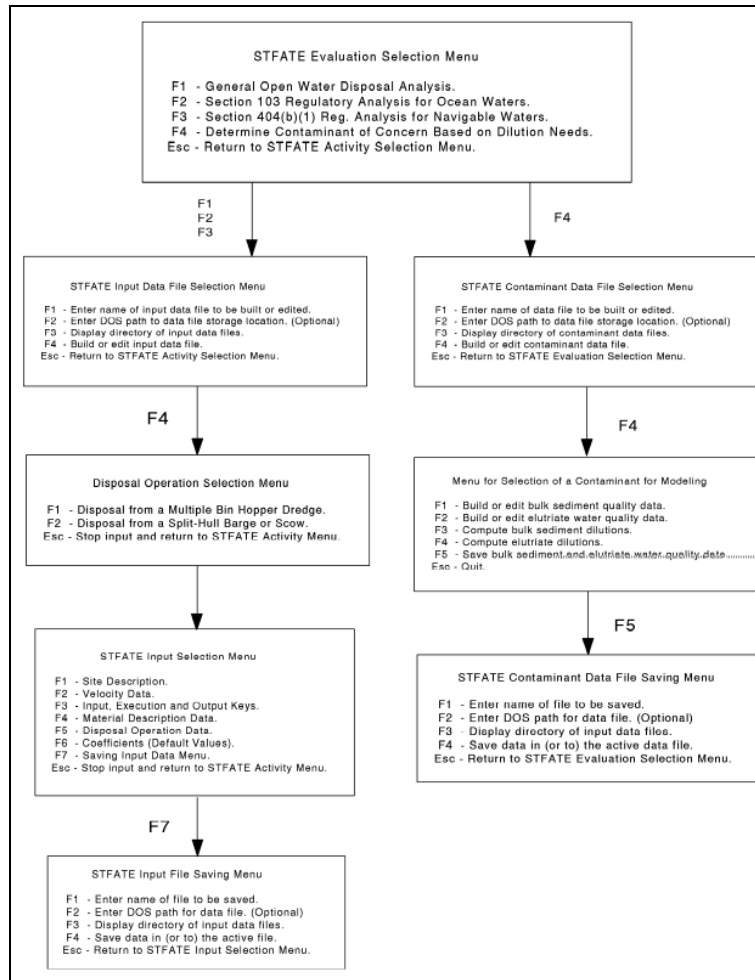 STFATE Evaluation Selection Menu
F1 - General Open Water Disposal Analysis.
F2 - Section 103 Regulatory Analysis for Ocean Waters.
F3 - Section 404(b)(1) Reg. Analysis for Navigable Waters.
F4 - Determine Contaminant of Concern Based on Dilution Needs.
Esc - Return to STFATE Activity Selection Menu.
F1
F2
F3
F4
STFATE Input Data File Selection Menu
F1 - Enter name of input data file to be built or edited.
F2 - Enter DOS path to data file storage location. (Optional)
F3 - Display directory of input data files.
F4 - Build or edit input data file.
Esc - Return to STFATE Activity Selection Menu.
F4
Disposal Operation Selection Menu
F1 - Disposal from a Multiple Bin Hopper Dredge.
F2 - Disposal from a Split-Hull Barge or Scow.
Esc - Stop input and return to STFATE Activity Menu.
STFATE Input Selection Menu
F1 - Site Description.
F2 - Velocity Data.
F3 - Input, Execution and Output Keys.
F4 - Material Description Data.
F5 - Disposal Operation Data.
F6 - Coefficients (Default Values).
F7 - Saving Input Data Menu.
Esc - Stop input and return to STFATE Activity Menu.
F7
STFATE Input File Saving Menu
F1 - Enter name of file to be saved.
F2 - Enter DOS path for data file. (Optional)
F3 - Display directory of input data files.
F4 - Save data in (or to) the active file.
Esc - Return to STFATE Input Selection Menu.
STFATE Contaminant Data File Selection Menu
F1 - Enter name of data file to be built or edited.
F2 - Enter DOS path to data file storage location. (Optional)
F3 - Display directory of contaminant data files.
F4 - Build or edit contaminant data file.
Esc - Return to STFATE Evaluation Selection Menu.
F4
Menu for Selection of a Contaminant for Modeling
F1 - Build or edit bulk sediment quality data.
F2 - Build or edit elutriate water quality data.
F3 - Compute bulk sediment dilutions.
F4 - Compute elutriate dilutions.
F5 - Save bulk sediment and elutriate water quality data
Esc - Quit.
F5
STFATE Contaminant Data File Saving Menu
F1 - Enter name of file to be saved.
F2 - Enter DOS path for data file. (Optional)
F3 - Display directory of input data files.
F4 - Save data in (or to) the active data file.
Esc - Return to STFATE Evaluation Selection Menu.